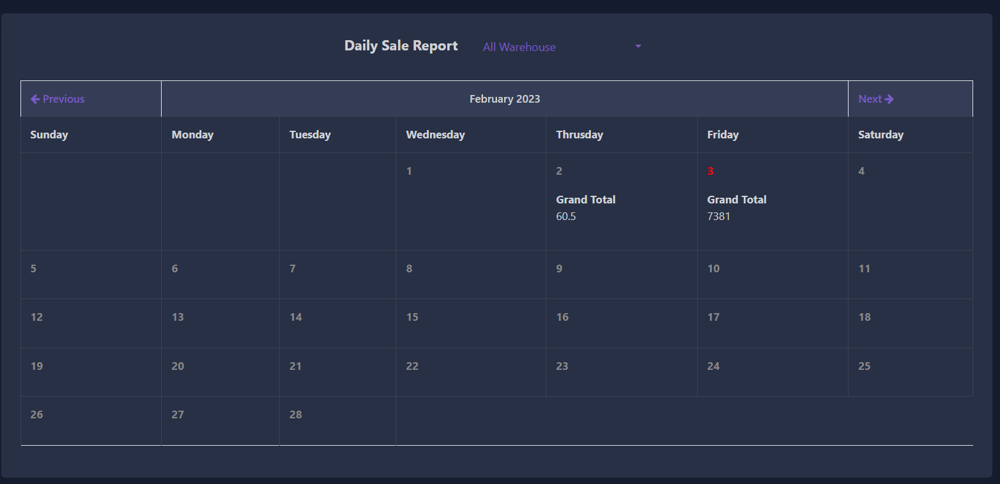 Daily Sale Report All Warehouse
Previous February 2023 Next
Sunday Monday Tuesday Wednesday Thrusday Friday Saturday
1 2 3 4
Grand Total Grand Total
60.5 7381
5 6 7 8 9 10 11
12 13 14 15 16 17 18
19 20 21 22 23 24 25
26 27 28